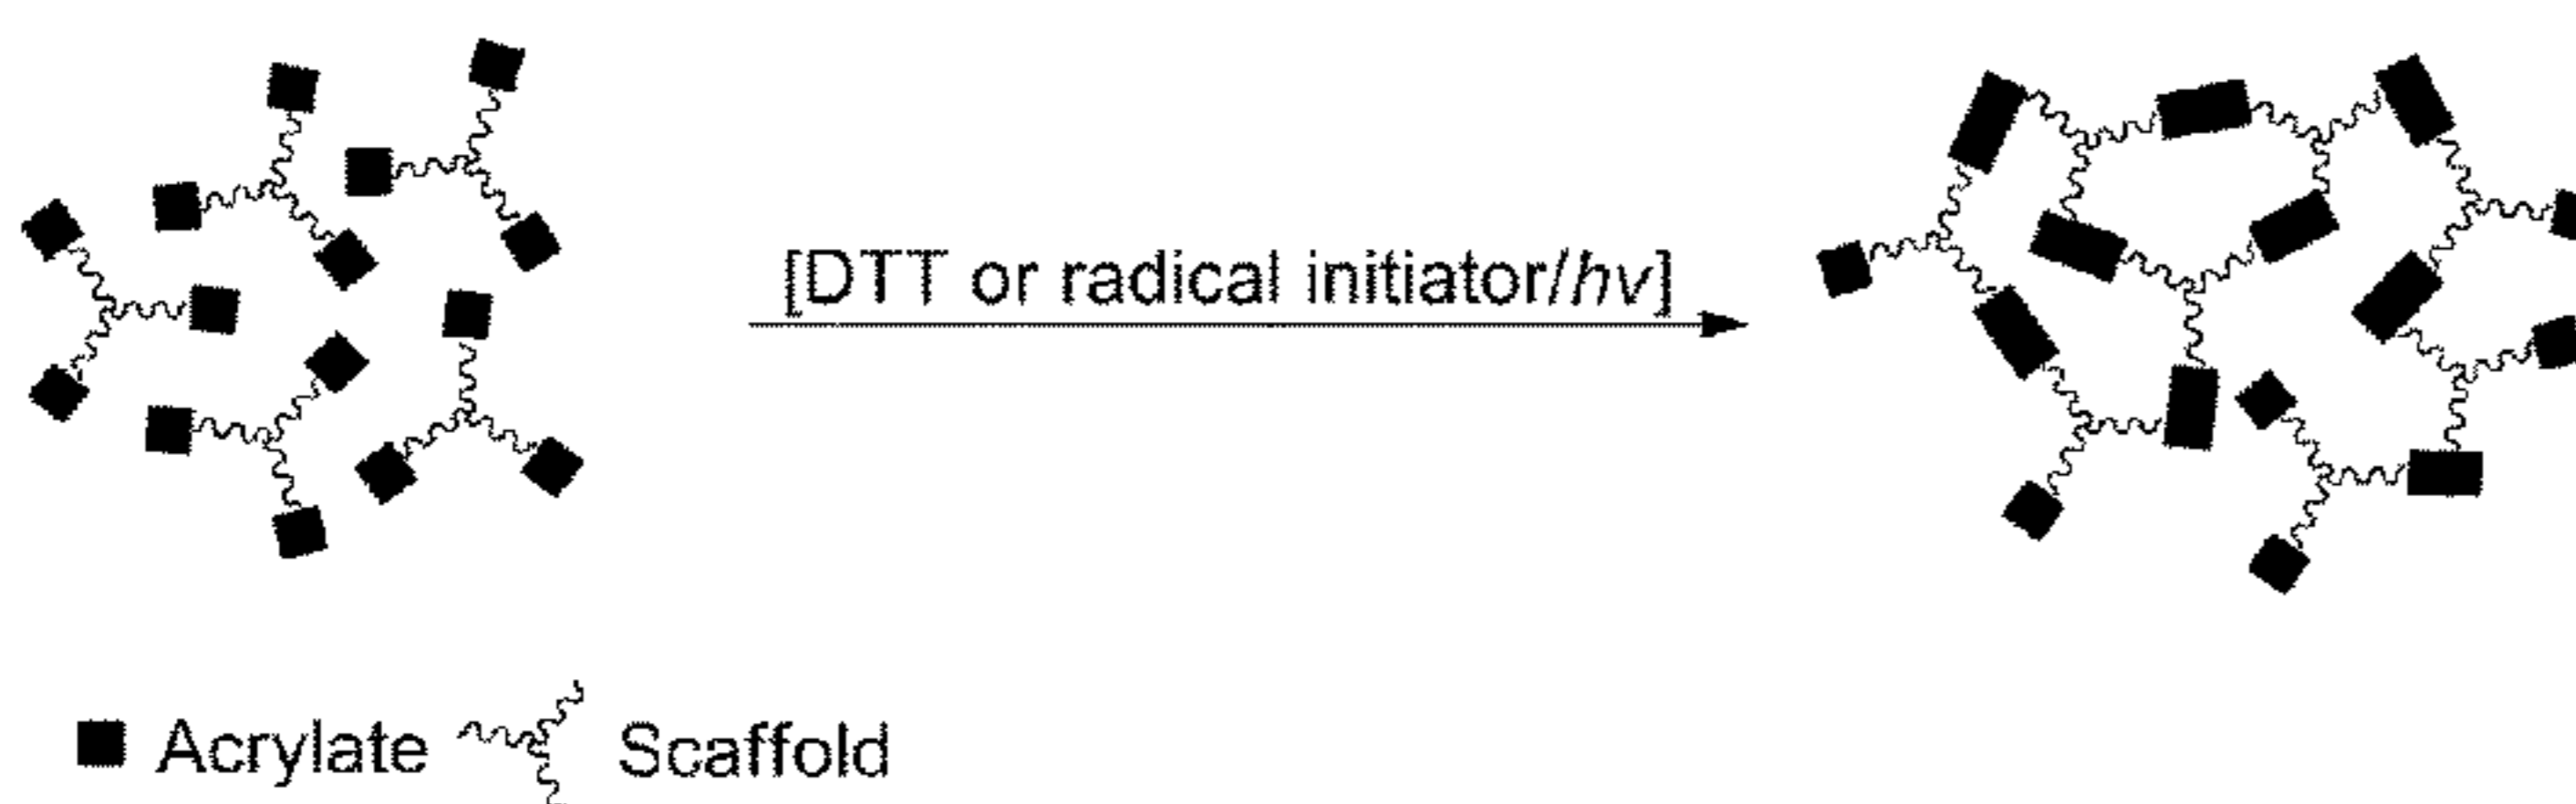 [DTT or radical initiator/hv]
Acrylate Scaffold